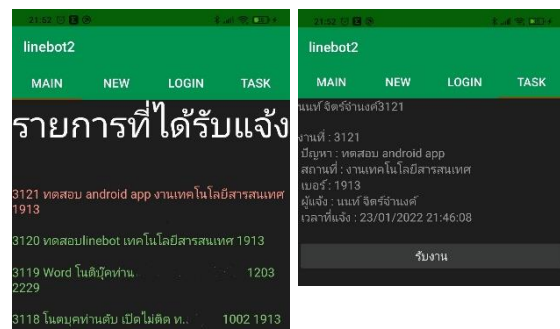 21:52
linebot2
MAIN NEW LOGIN TASK
รายการที่ได้รับแจ้ง
3121 ทดสอบ android app งานเทคโนโลยีสารสนเทศ
1913
3120 ทดสอบlinebot เทคโนโลยีสารสนเทศ 1913
3119 Word โนติบุ๊คท่าน 1203
2229
3118 โนตบุคท่านดับ เปิดไม่ติด ท.. 1002 1913
21:52
linebot2
MAIN NEW LOGIN TASK
นนท์ จิตร์จำนงค์3121
งานที่ : 3121
ปัญหา : ทดสอบ android app
สถานที่ : งานเทคโนโลยีสารสนเทศ
เบอร์ : 1913
ผู้แจ้ง : นนท์ จิตร์จำนงค์
เวลาที่แจ้ง : 23/01/2022 21:46:08
รับงาน